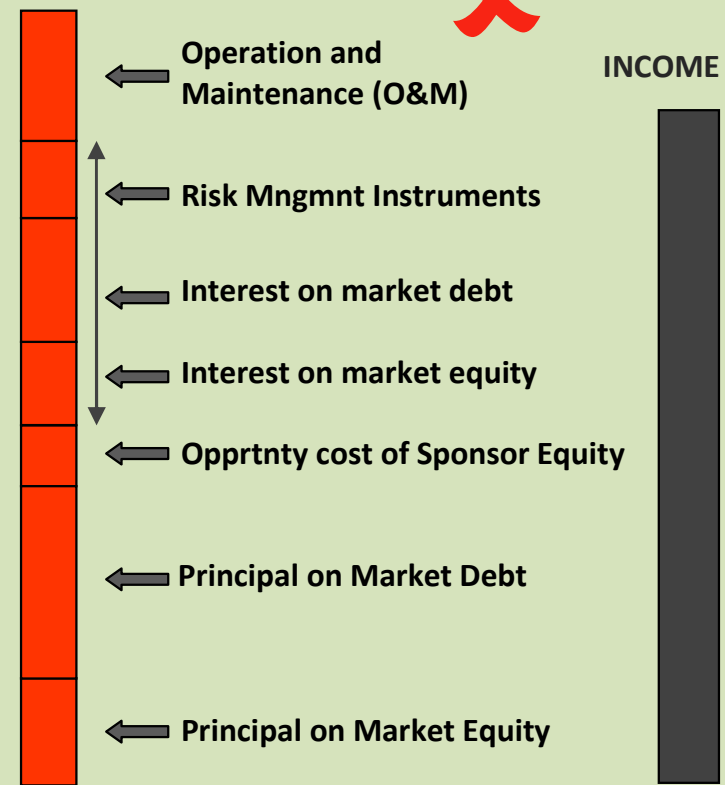 Operation and
Maintenance (O&M)
INCOME
Risk Mngmnt Instruments
Interest on market debt
Interest on market equity
Opprtnty cost of Sponsor Equity
Principal on Market Debt
Principal on Market Equity